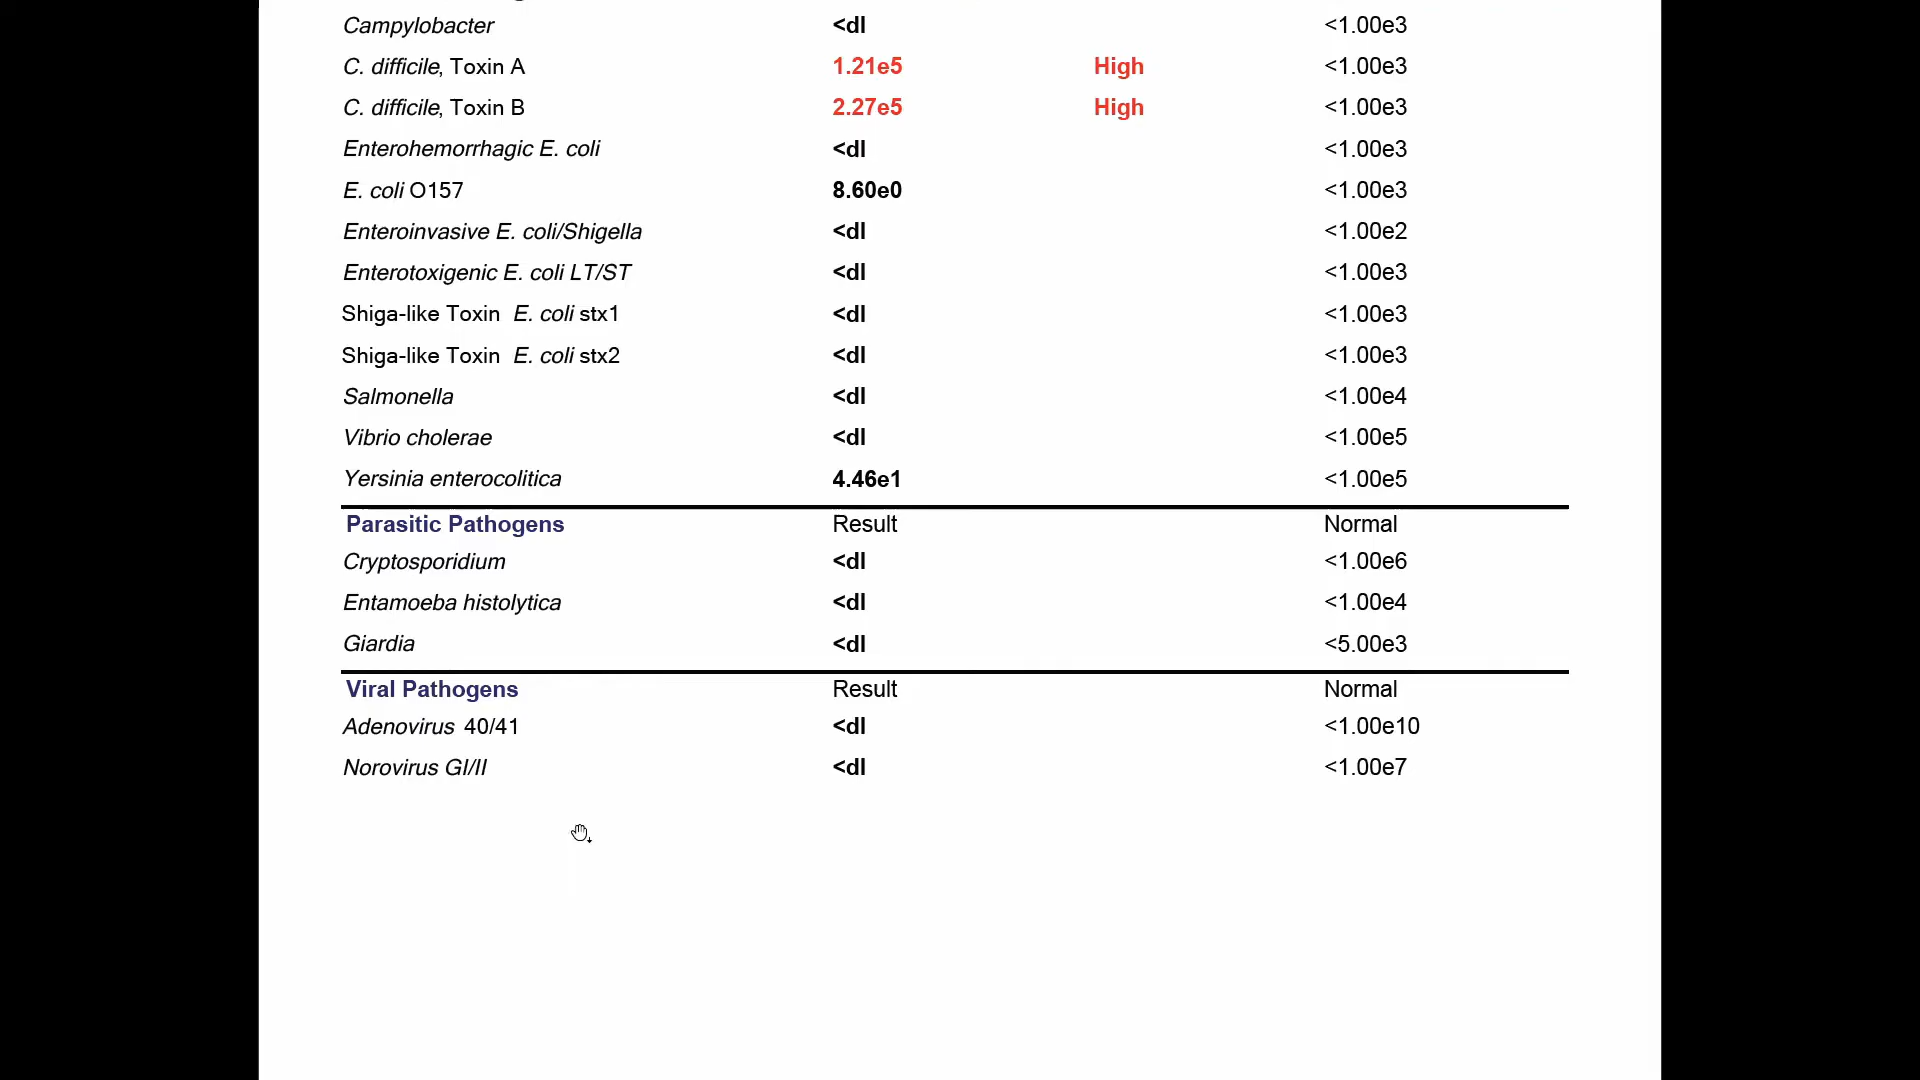 Campylobacter <dl <1.00e3
C. difficile, Toxin A 1.21e5 High <1.00e3
C. difficile, Toxin B 2.27e5 High <1.00e3
Enterohemorrhagic E. coli <dl <1.00e3
E. coli O157 8.60e0 <1.00e3
Enteroinvasive E. coli/Shigella <dl <1.00e2
Enterotoxigenic E. coli LT/ST <dl <1.00e3
Shiga-like Toxin E. coli stx1 <dl <1.00e3
Shiga-like Toxin E. coli stx2 <dl <1.00e3
Salmonella <dl <1.00e4
Vibrio cholerae <dl <1.00e5
Yersinia enterocolitica 4.46e1 <1.00e5
Parasitic Pathogens Result Normal
Cryptosporidium <dl <1.00e6
Entamoeba histolytica <dl <1.00e4
Giardia <dl <5.00e3
Viral Pathogens Result Normal
Adenovirus 40/41 <dl <1.00e10
Norovirus GI/II <dl <1.00e7